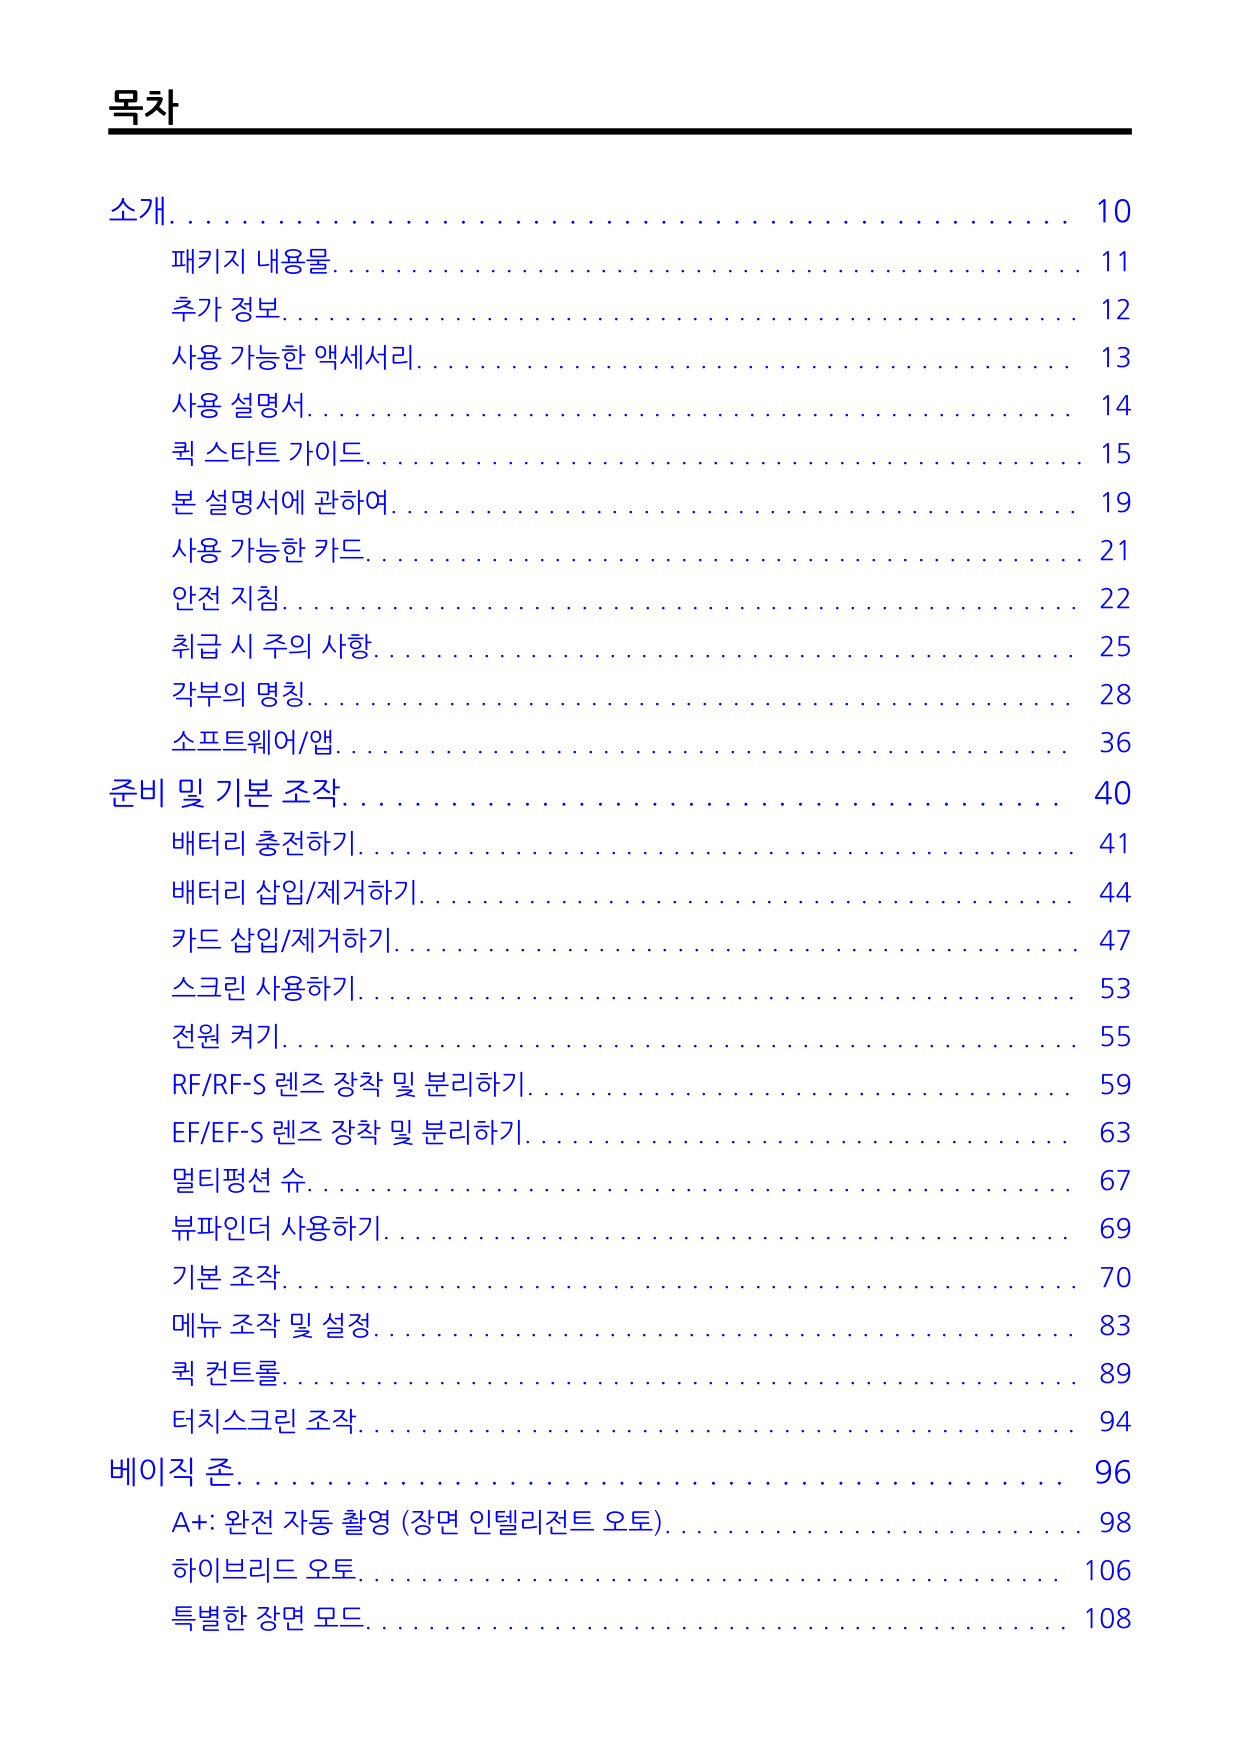 목차
소개. . . . . . . . . . . . . . . . . . . . . . . . . . . . . . . . . . . . . . . . . . . . . . . . . . 10
패키지 내용물. . . . . . . . . . . . . . . . . . . . . . . . . . . . . . . . . . . . . . . . . . . . . . . . 11
추가 정보. . . . . . . . . . . . . . . . . . . . . . . . . . . . . . . . . . . . . . . . . . . . . . . . . . . 12
사용 가능한 액세서리. . . . . . . . . . . . . . . . . . . . . . . . . . . . . . . . . . . . . . . . . . 13
사용 설명서. . . . . . . . . . . . . . . . . . . . . . . . . . . . . . . . . . . . . . . . . . . . . . . . . 14
퀵 스타트 가이드. . . . . . . . . . . . . . . . . . . . . . . . . . . . . . . . . . . . . . . . . . . . . . 15
본 설명서에 관하여. . . . . . . . . . . . . . . . . . . . . . . . . . . . . . . . . . . . . . . . . . . . 19
사용 가능한 카드. . . . . . . . . . . . . . . . . . . . . . . . . . . . . . . . . . . . . . . . . . . . . . 21
안전 지침. . . . . . . . . . . . . . . . . . . . . . . . . . . . . . . . . . . . . . . . . . . . . . . . . . . 22
취급 시 주의 사항. . . . . . . . . . . . . . . . . . . . . . . . . . . . . . . . . . . . . . . . . . . . . 25
각부의 명칭. . . . . . . . . . . . . . . . . . . . . . . . . . . . . . . . . . . . . . . . . . . . . . . . . 28
소프트웨어/앱. . . . . . . . . . . . . . . . . . . . . . . . . . . . . . . . . . . . . . . . . . . . . . . 36
준비 및 기본 조작. . . . . . . . . . . . . . . . . . . . . . . . . . . . . . . . . . . . . . . . 40
배터리 충전하기. . . . . . . . . . . . . . . . . . . . . . . . . . . . . . . . . . . . . . . . . . . . . . 41
배터리 삽입/제거하기. . . . . . . . . . . . . . . . . . . . . . . . . . . . . . . . . . . . . . . . . . 44
카드 삽입/제거하기. . . . . . . . . . . . . . . . . . . . . . . . . . . . . . . . . . . . . . . . . . . . 47
스크린 사용하기. . . . . . . . . . . . . . . . . . . . . . . . . . . . . . . . . . . . . . . . . . . . . . 53
전원 켜기. . . . . . . . . . . . . . . . . . . . . . . . . . . . . . . . . . . . . . . . . . . . . . . . . . . 55
RF/RF-S 렌즈 장착 및 분리하기. . . . . . . . . . . . . . . . . . . . . . . . . . . . . . . . . . . 59
EF/EF-S 렌즈 장착 및 분리하기. . . . . . . . . . . . . . . . . . . . . . . . . . . . . . . . . . . 63
멀티펑션 슈. . . . . . . . . . . . . . . . . . . . . . . . . . . . . . . . . . . . . . . . . . . . . . . . . 67
뷰파인더 사용하기. . . . . . . . . . . . . . . . . . . . . . . . . . . . . . . . . . . . . . . . . . . . 69
기본 조작. . . . . . . . . . . . . . . . . . . . . . . . . . . . . . . . . . . . . . . . . . . . . . . . . . . 70
메뉴 조작 및 설정. . . . . . . . . . . . . . . . . . . . . . . . . . . . . . . . . . . . . . . . . . . . . 83
퀵 컨트롤. . . . . . . . . . . . . . . . . . . . . . . . . . . . . . . . . . . . . . . . . . . . . . . . . . . 89
터치스크린 조작. . . . . . . . . . . . . . . . . . . . . . . . . . . . . . . . . . . . . . . . . . . . . . 94
베이직 존. . . . . . . . . . . . . . . . . . . . . . . . . . . . . . . . . . . . . . . . . . . . . . 96
A+: 완전 자동 촬영 (장면 인텔리전트 오토). . . . . . . . . . . . . . . . . . . . . . . . . . . 98
하이브리드 오토. . . . . . . . . . . . . . . . . . . . . . . . . . . . . . . . . . . . . . . . . . . . . 106
특별한 장면 모드. . . . . . . . . . . . . . . . . . . . . . . . . . . . . . . . . . . . . . . . . . . . . 108